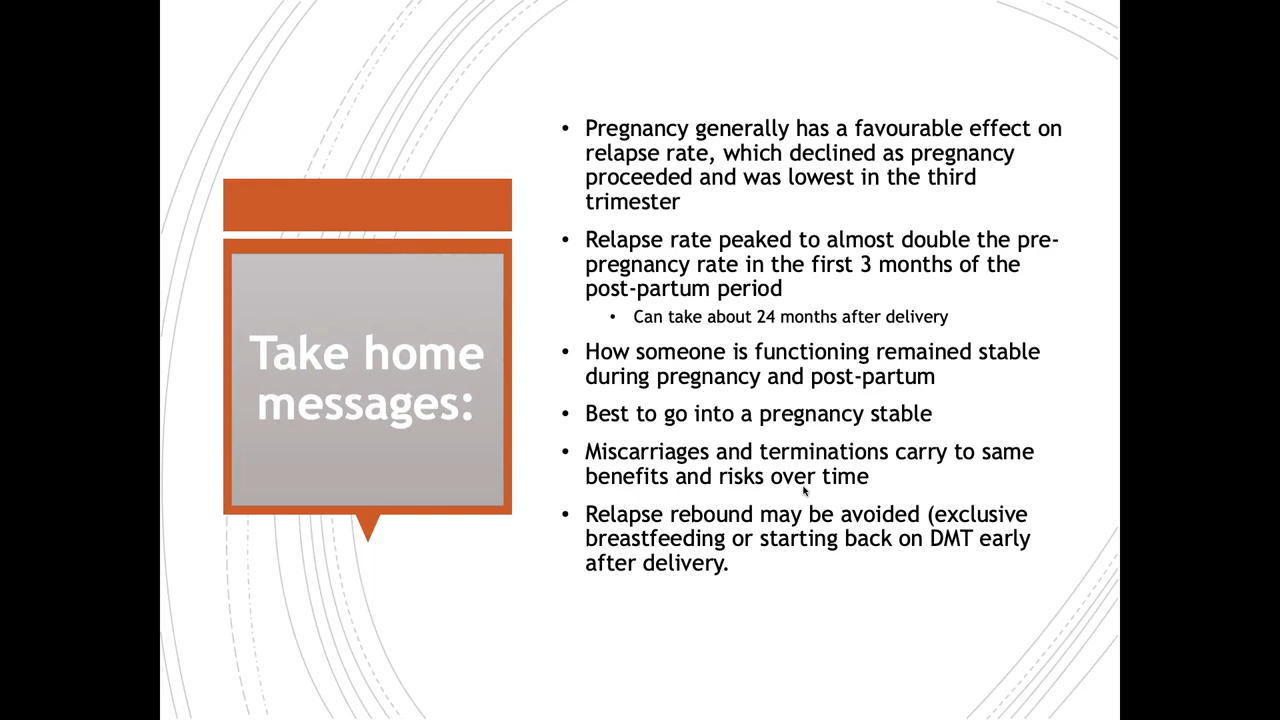 Take home
messages:
• Pregnancy generally has a favourable effect on
relapse rate, which declined as pregnancy
proceeded and was lowest in the third
trimester
• Relapse rate peaked to almost double the pre-
pregnancy rate in the first 3 months of the
post-partum period
• Can take about 24 months after delivery
• How someone is functioning remained stable
during pregnancy and post-partum
• Best to go into a pregnancy stable
• Miscarriages and terminations carry to same
benefits and risks over time
• Relapse rebound may be avoided (exclusive
breastfeeding or starting back on DMT early
after delivery.